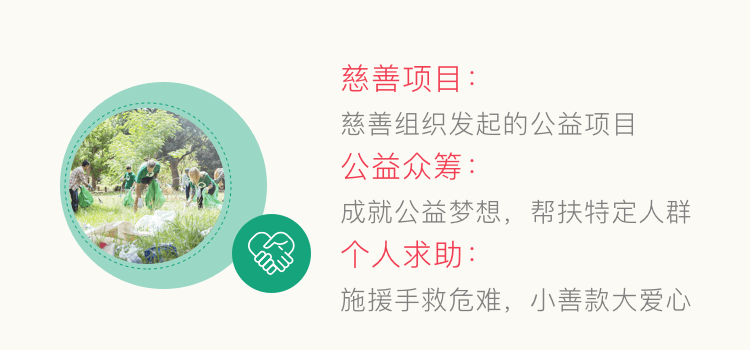 慈善项目：
慈善组织发起的公益项目
公益众筹：
成就公益梦想，帮扶特定人群
个人求助：
施援手救危难，小善款大爱心